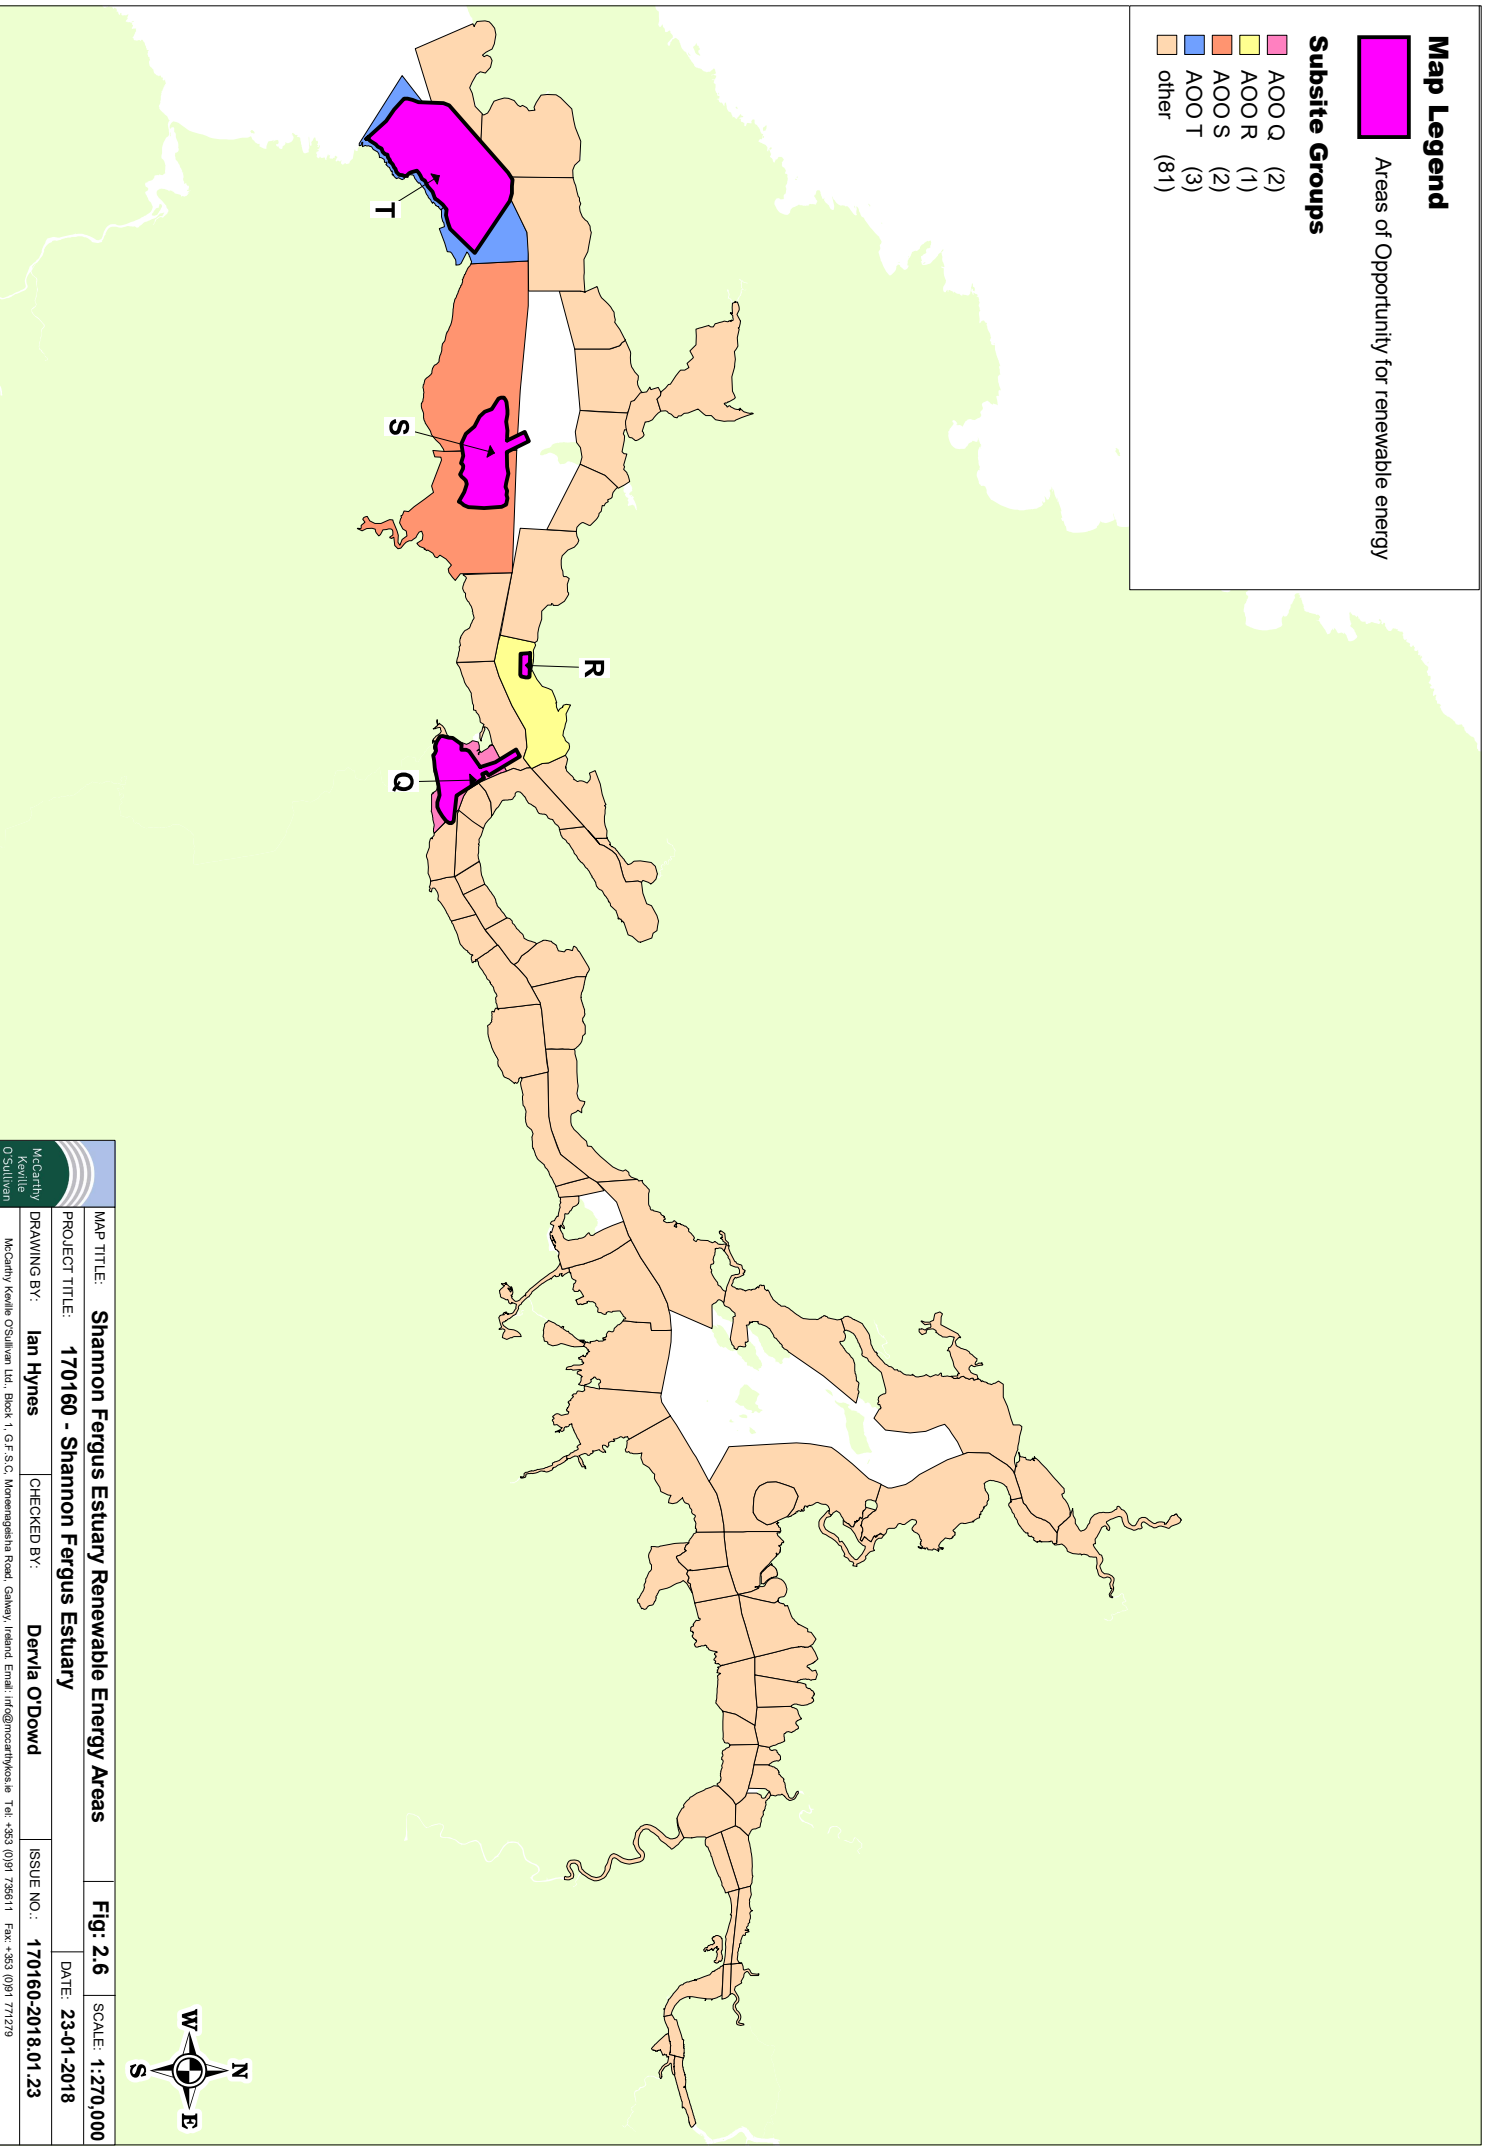 Map Legend
Areas of Opportunity for renewable energy
Subsite Groups
AOO Q (2)
AOO R (1)
AOO S (2)
AOO T (3)
other (81)
T
S
R
Q
N
W E
S
McCarthy
Keville
O'Sullivan
MAP TITLE: Shannon Fergus Estuary Renewable Energy Areas
Fig: 2.6
SCALE: 1:270,000
PROJECT TITLE: 170160 - Shannon Fergus Estuary
DATE: 23-01-2018
DRAWING BY: Ian Hynes
CHECKED BY: Dervla O'Dowd
ISSUE NO.: 170160-2018.01.23
McCarthy Keville O'Sullivan Ltd., Block 1, G.F.S.C, Moneenageisha Road, Galway, Ireland. Email: info@mccarthykos.ie Tel: +353 (0)91 735611 Fax: +353 (0)91 771279